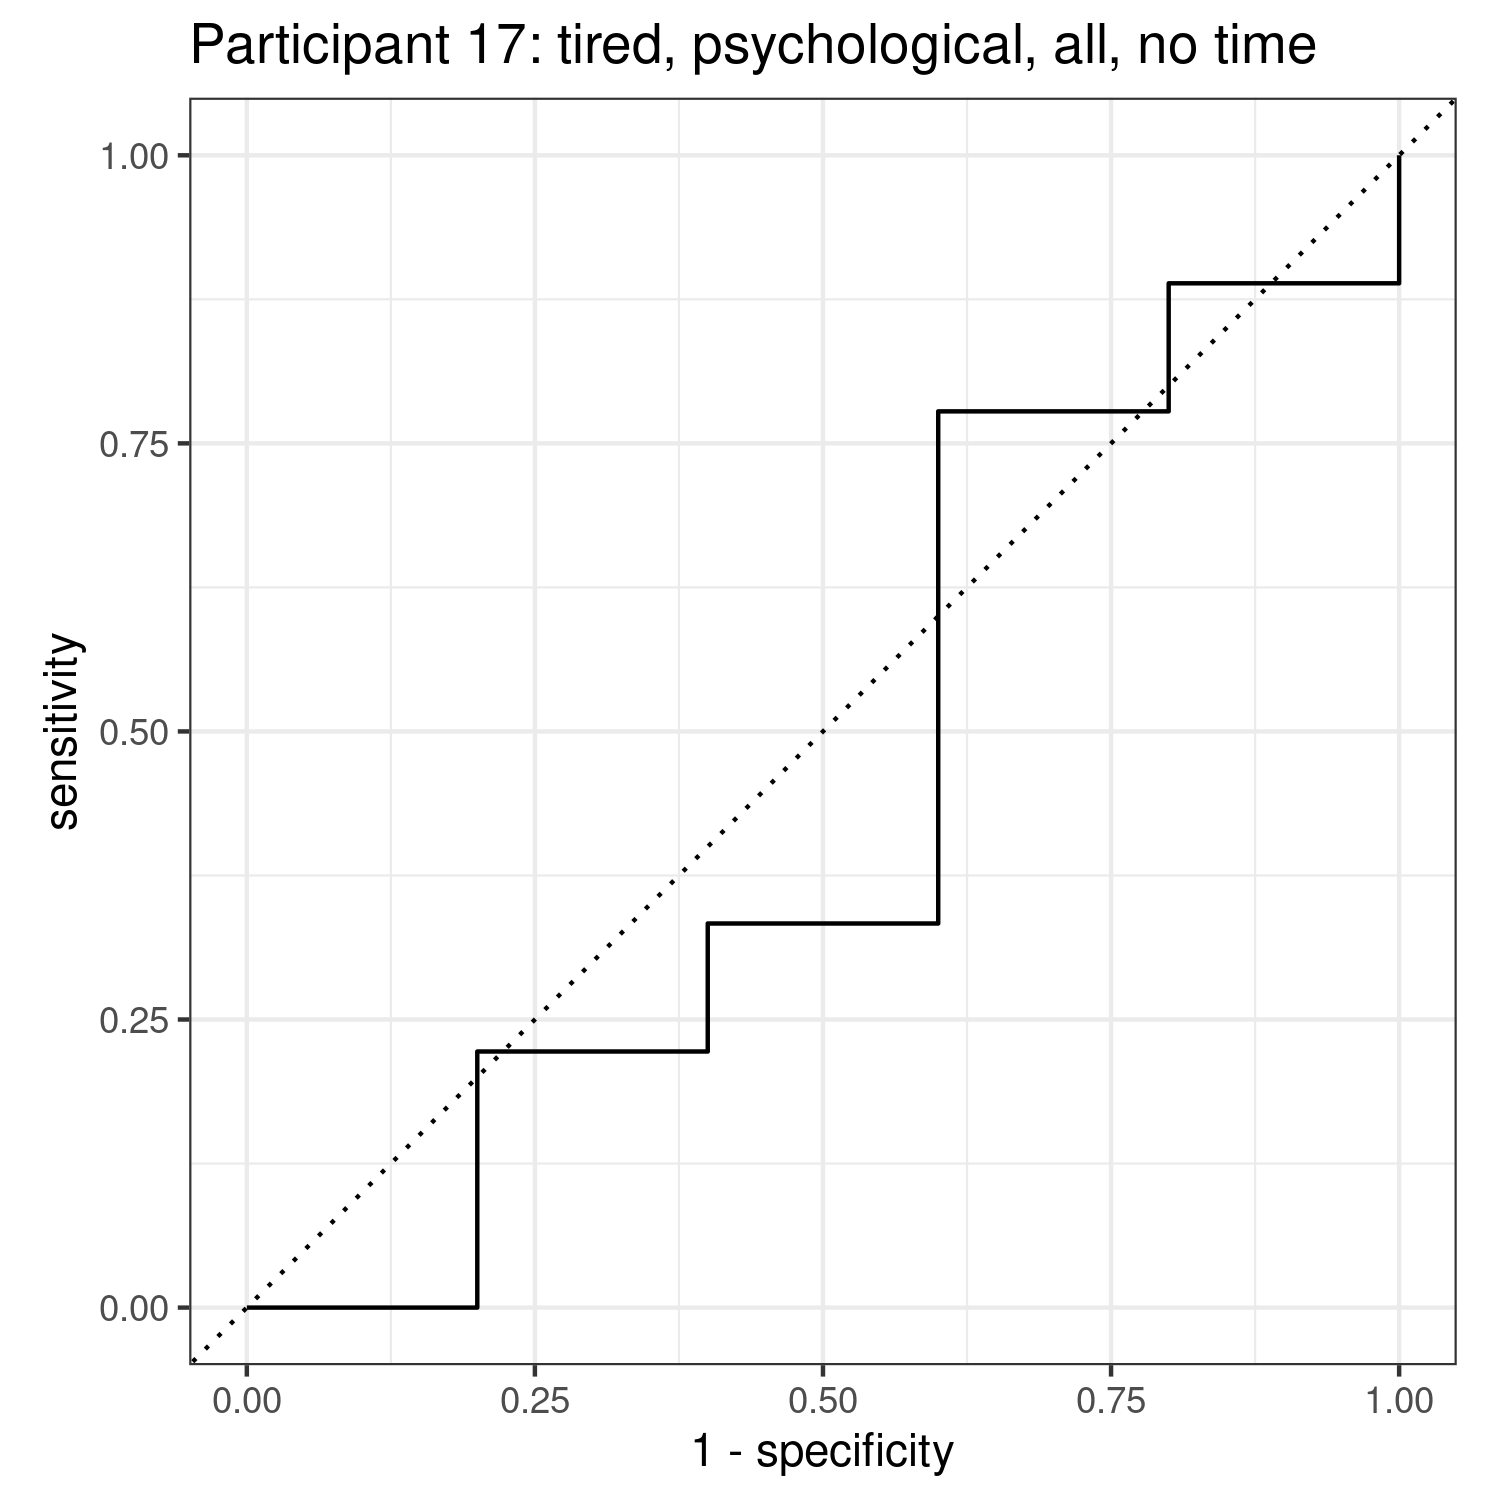 Participant 17: tired, psychological, all, no time
1.00
0.75
0.50
0.25
0.00
sensitivity
0.00 0.25 0.50 0.75 1.00
1 - specificity